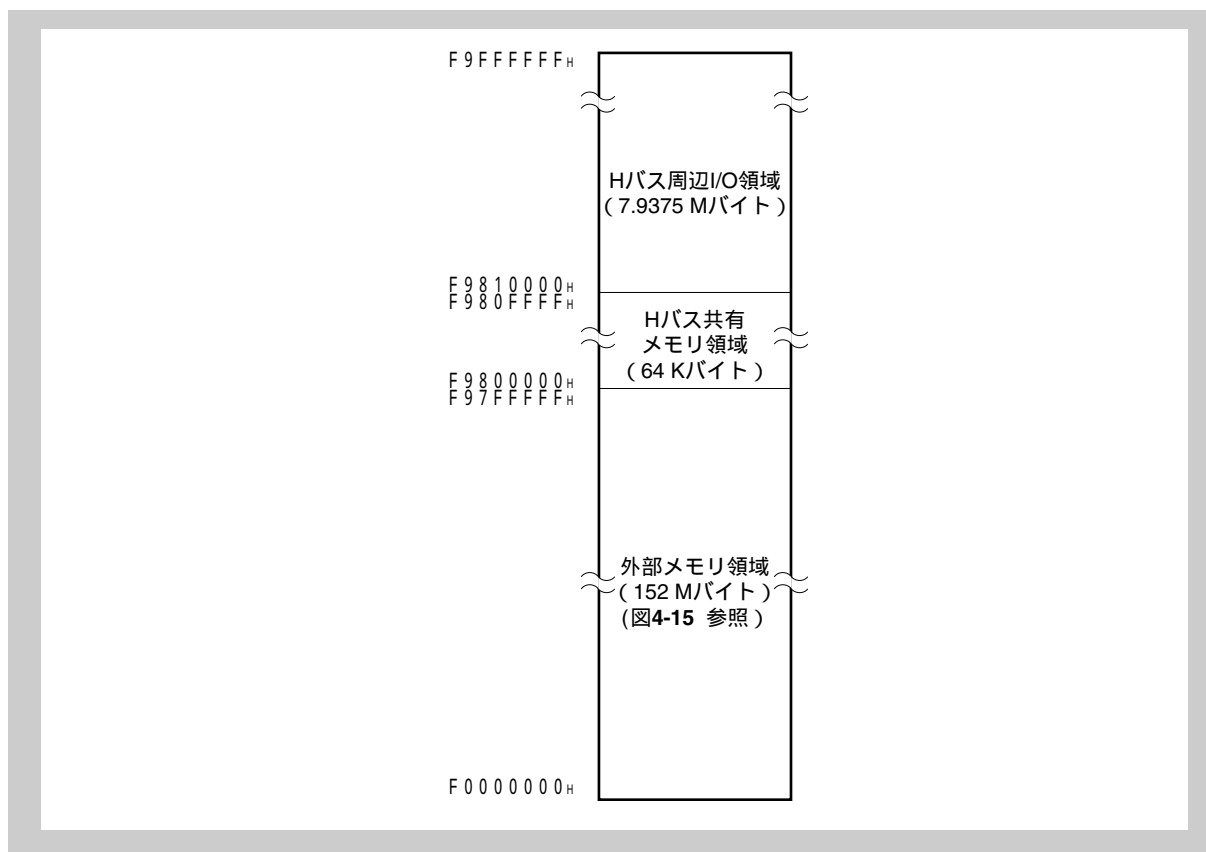 F9FFFFFFH
Hバス周辺I/O領域
(7.9375 Mバイト)
F9810000H
F980FFFFH
Hバス共有
メモリ領域
(64 Kバイト)
F9800000H
F97FFFFFH
外部メモリ領域
(152 Mバイト)
(図4-15 参照)
F0000000H